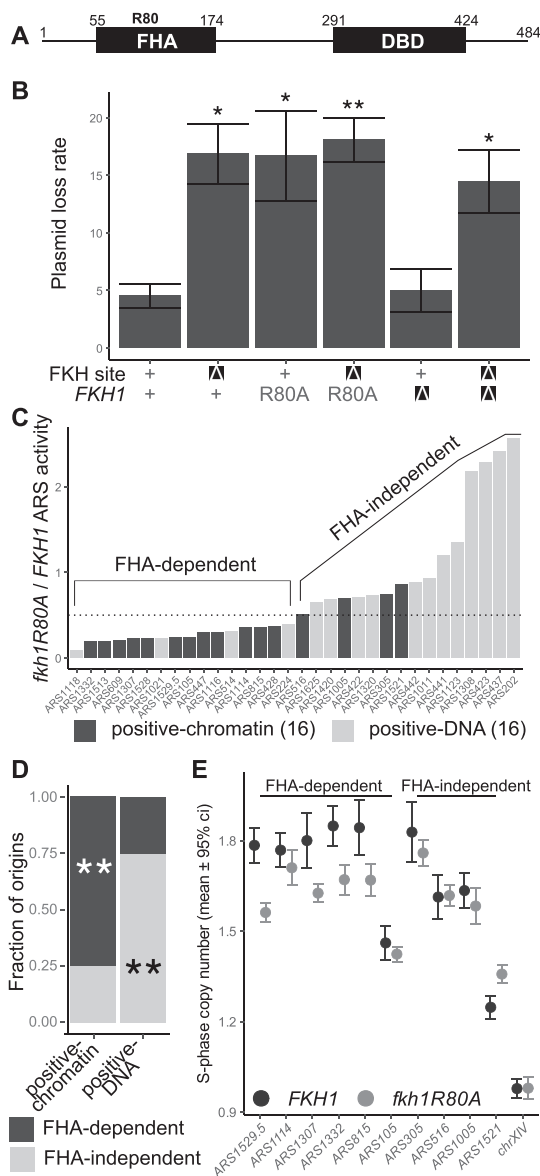 A 1 55 R80 174 291 424 484
FHA DBD
B
Plasmid loss rate
20
15
10
5
0
* * ** *
FKH site + Δ + Δ + Δ
FKH1 + + R80A R80A Δ Δ
C
fkh1R80A / FKH1 ARS activity
2
1
0
FHA-dependent
FHA-independent
ARS1118 ARS1332 ARS1513 ARS609 ARS1307 ARS1528 ARS1021 ARS1529.5 ARS105 ARS447 ARS1116 ARS514 ARS1114 ARS815 ARS428 ARS224 ARS516 ARS1625 ARS1420 ARS1005 ARS422 ARS1320 ARS305 ARS1521 ARS442 ARS1011 ARS441 ARS1123 ARS1308 ARS423 ARS437 ARS202
positive-chromatin (16) positive-DNA (16)
D
Fraction of origins
1.00
0.75
0.50
0.25
0.00
**
**
positive-chromatin
positive-DNA
FHA-dependent
FHA-independent
E
S-phase copy number (mean ± 95% ci)
FHA-dependent FHA-independent
1.8
1.5
1.2
0.9
FKH1 fkh1R80A
ARS1529.5 ARS1114 ARS1307 ARS1332 ARS815 ARS105 ARS305 ARS516 ARS1005 ARS1521 chrXIV